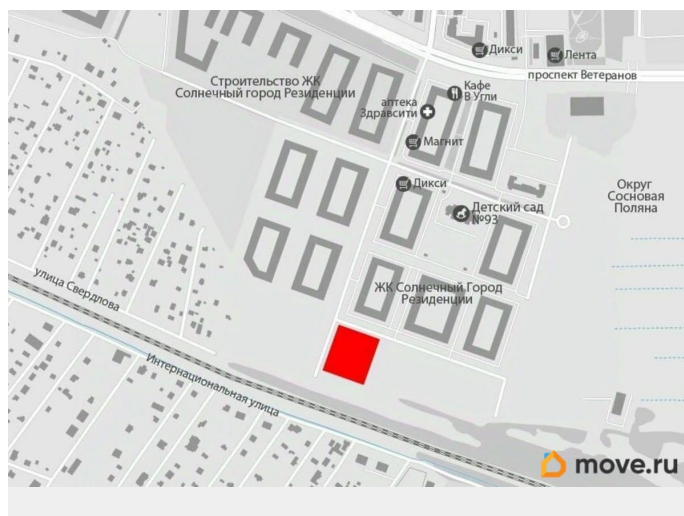 Дикси
Лента
проспект Ветеранов
Строительство ЖК
Солнечный город Резиденции
Кафе
В Угли
аптека
Здравсити
Магнит
Дикси
Детский сад
№93
Округ
Сосновая
Поляна
ЖК Солнечный Город
Резиденции
улица Свердлова
Интернациональная улица
move.ru